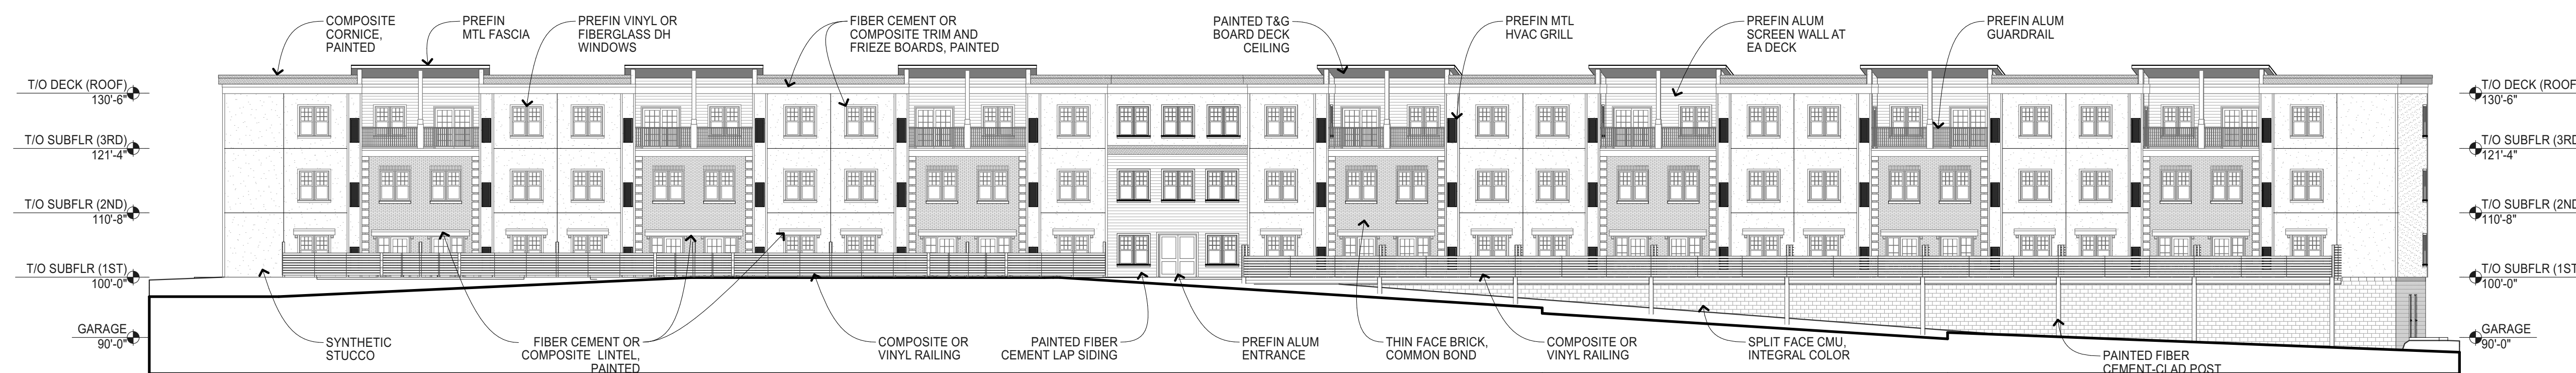 COMPOSITE
CORNICE,
PAINTED
PREFIN
MTL FASCIA
PREFIN VINYL OR
FIBERGLASS DH
WINDOWS
FIBER CEMENT OR
COMPOSITE TRIM AND
FRIEZE BOARDS, PAINTED
PAINTED T&G
BOARD DECK
CEILING
PREFIN MTL
HVAC GRILL
PREFIN ALUM
SCREEN WALL AT
EA DECK
PREFIN ALUM
GUARDRAIL
T/O DECK (ROOF)
130'-6"
T/O SUBFLR (3RD)
121'-4"
T/O SUBFLR (2ND)
110'-8"
T/O SUBFLR (1ST)
100'-0"
GARAGE
90'-0"
T/O DECK (ROOF
130'-6"
T/O SUBFLR (3RD
121'-4"
T/O SUBFLR (2ND
110'-8"
T/O SUBFLR (1ST
100'-0"
GARAGE
90'-0"
SYNTHETIC
STUCCO
FIBER CEMENT OR
COMPOSITE LINTEL,
PAINTED
COMPOSITE OR
VINYL RAILING
PAINTED FIBER
CEMENT LAP SIDING
PREFIN ALUM
ENTRANCE
THIN FACE BRICK,
COMMON BOND
COMPOSITE OR
VINYL RAILING
SPLIT FACE CMU,
INTEGRAL COLOR
PAINTED FIBER
CEMENT-CLAD POST